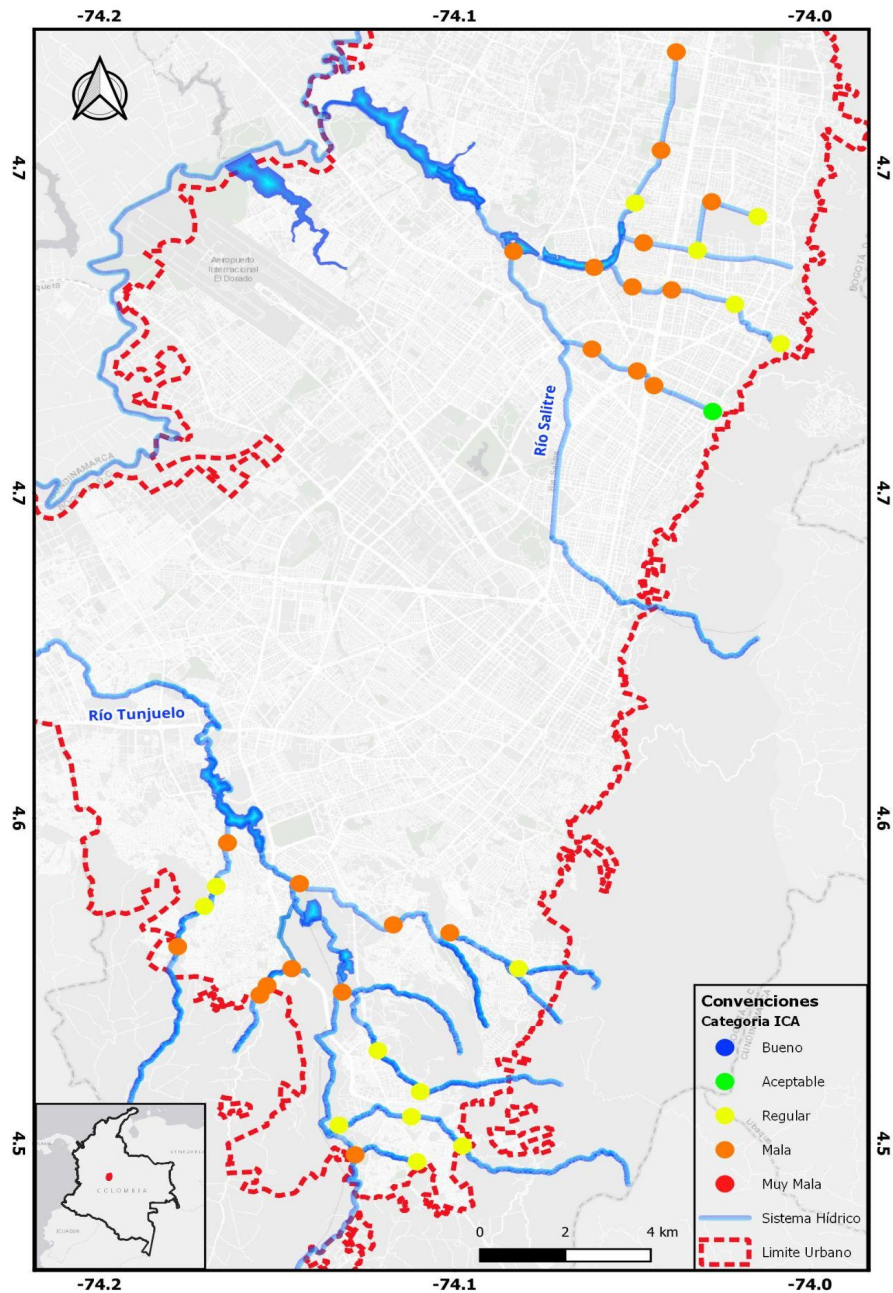 -74.2
-74.1
-74.0
4.7
4.7
Aeropuerto
Internacional
El Dorado
Río Salitre
4.7
4.7
Río Tunjuelo
4.6
4.6
Convenciones
Categoria ICA
Bueno
Aceptable
Regular
Mala
Muy Mala
Sistema Hídrico
Limite Urbano
4.5
4.5
COLOMBIA
ECUADOR
0
2
4 km
-74.2
-74.1
-74.0